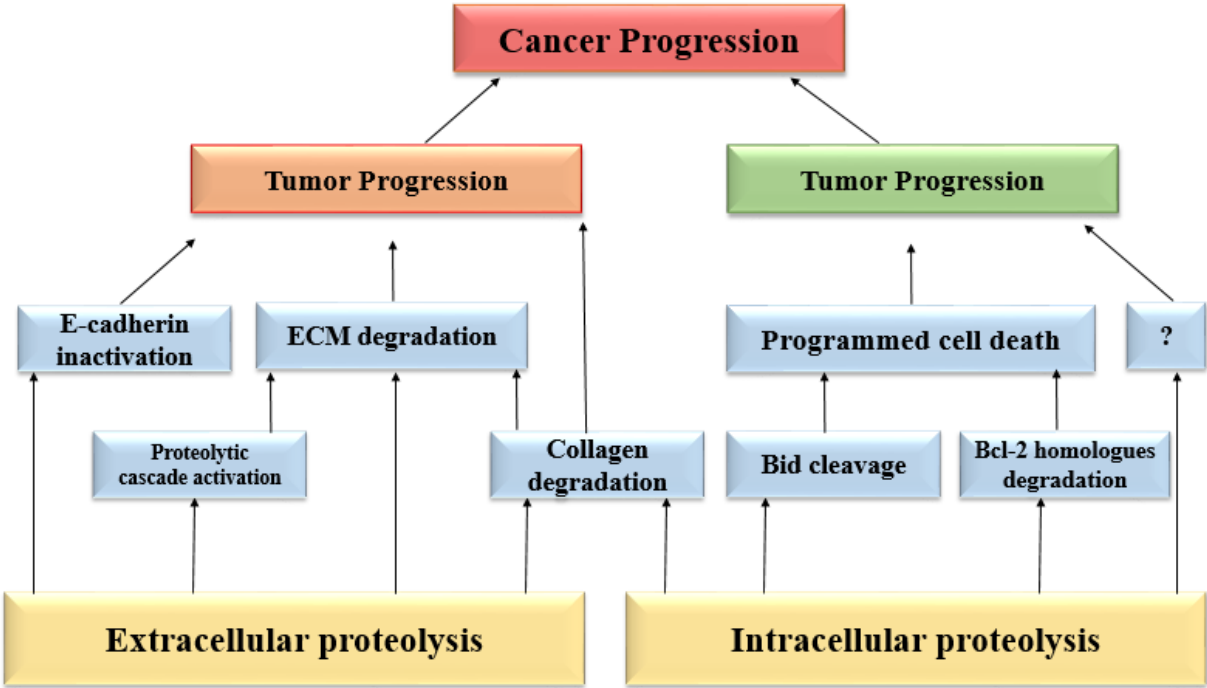 Cancer Progression
Tumor Progression
Tumor Progression
E-cadherin
inactivation
ECM degradation
Programmed cell death
?
Proteolytic
cascade activation
Collagen
degradation
Bid cleavage
Bcl-2 homologues
degradation
Extracellular proteolysis
Intracellular proteolysis